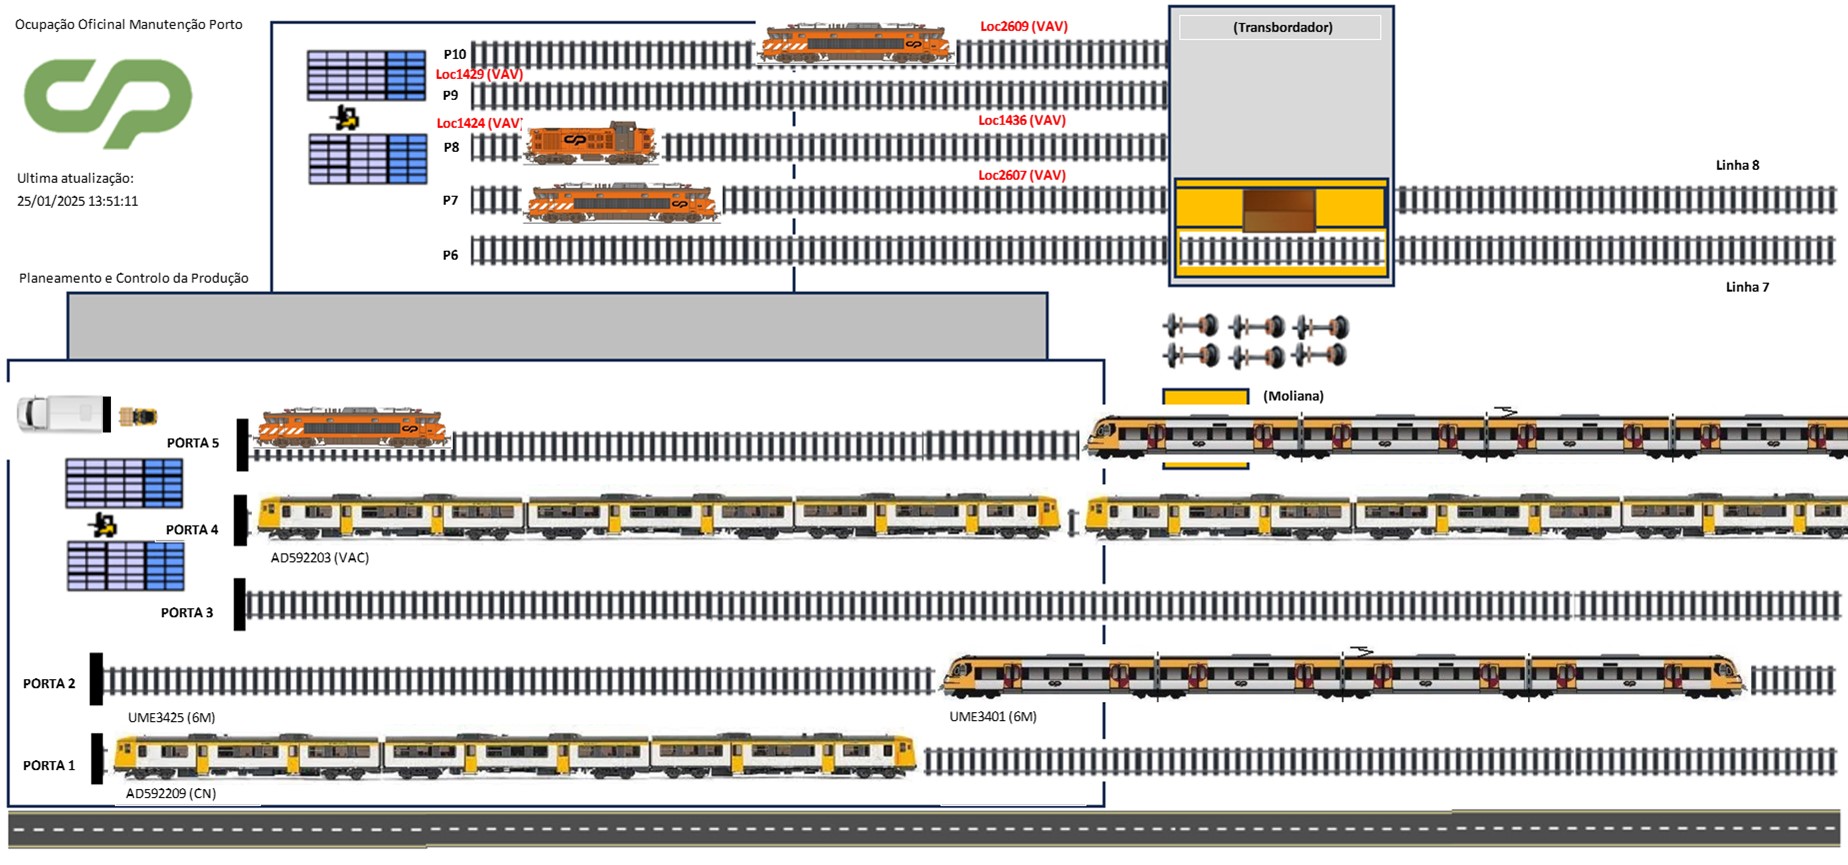 Ocupação Oficinal Manutenção Porto
Ultima atualização:
25/01/2025 13:51:11
Planeamento e Controlo da Produção
Loc2609 (VAV)
(Transbordador)
P10
Loc1429 (VAV)
P9
Loc1424 (VAV)
Loc1436 (VAV)
P8
Loc2607 (VAV)
P7
P6
Linha 8
Linha 7
(Moliana)
PORTA 5
PORTA 4
AD592203 (VAC)
PORTA 3
PORTA 2
UME3425 (6M)
UME3401 (6M)
PORTA 1
AD592209 (CN)